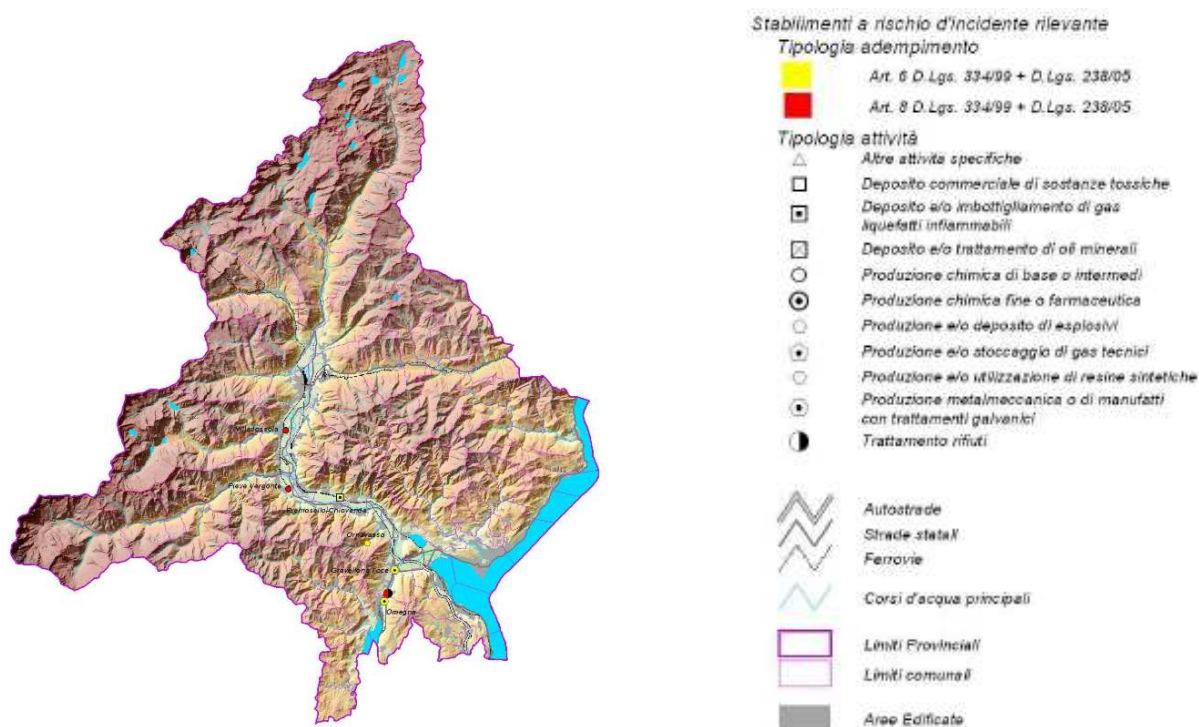 Stabilimenti a rischio d'incidente rilevante
Tipologia adempimento
Art. 6 D.Lgs. 334/99 + D.Lgs. 238/05
Art. 8 D.Lgs. 334/99 + D.Lgs. 238/05
Tipologia attività
Altre attivita specifiche
Deposito commerciale di sostanze tossiche
Deposito e/o imbottigliamento di gas
liquefatti infiammabili
Deposito e/o trattamento di oli minerali
Produzione chimica di base o intermedi
Produzione chimica fine o farmaceutica
Produzione e/o deposito di esplosivi
Produzione e/o stoccaggio di gas tecnici
Produzione e/o utilizzazione di resine sintetiche
Produzione metalmeccanica o di manufatti
con trattamenti galvanici
Trattamento rifiuti
Autostrade
Strade statali
Ferrovie
Corsi d'acqua principali
Limiti Provinciali
Limiti comunali
Aree Edificate
Villadossola
Pieve Vergonte
Premosello-Chiovenda
Ornavasso
Gravellona Toce
Omegna